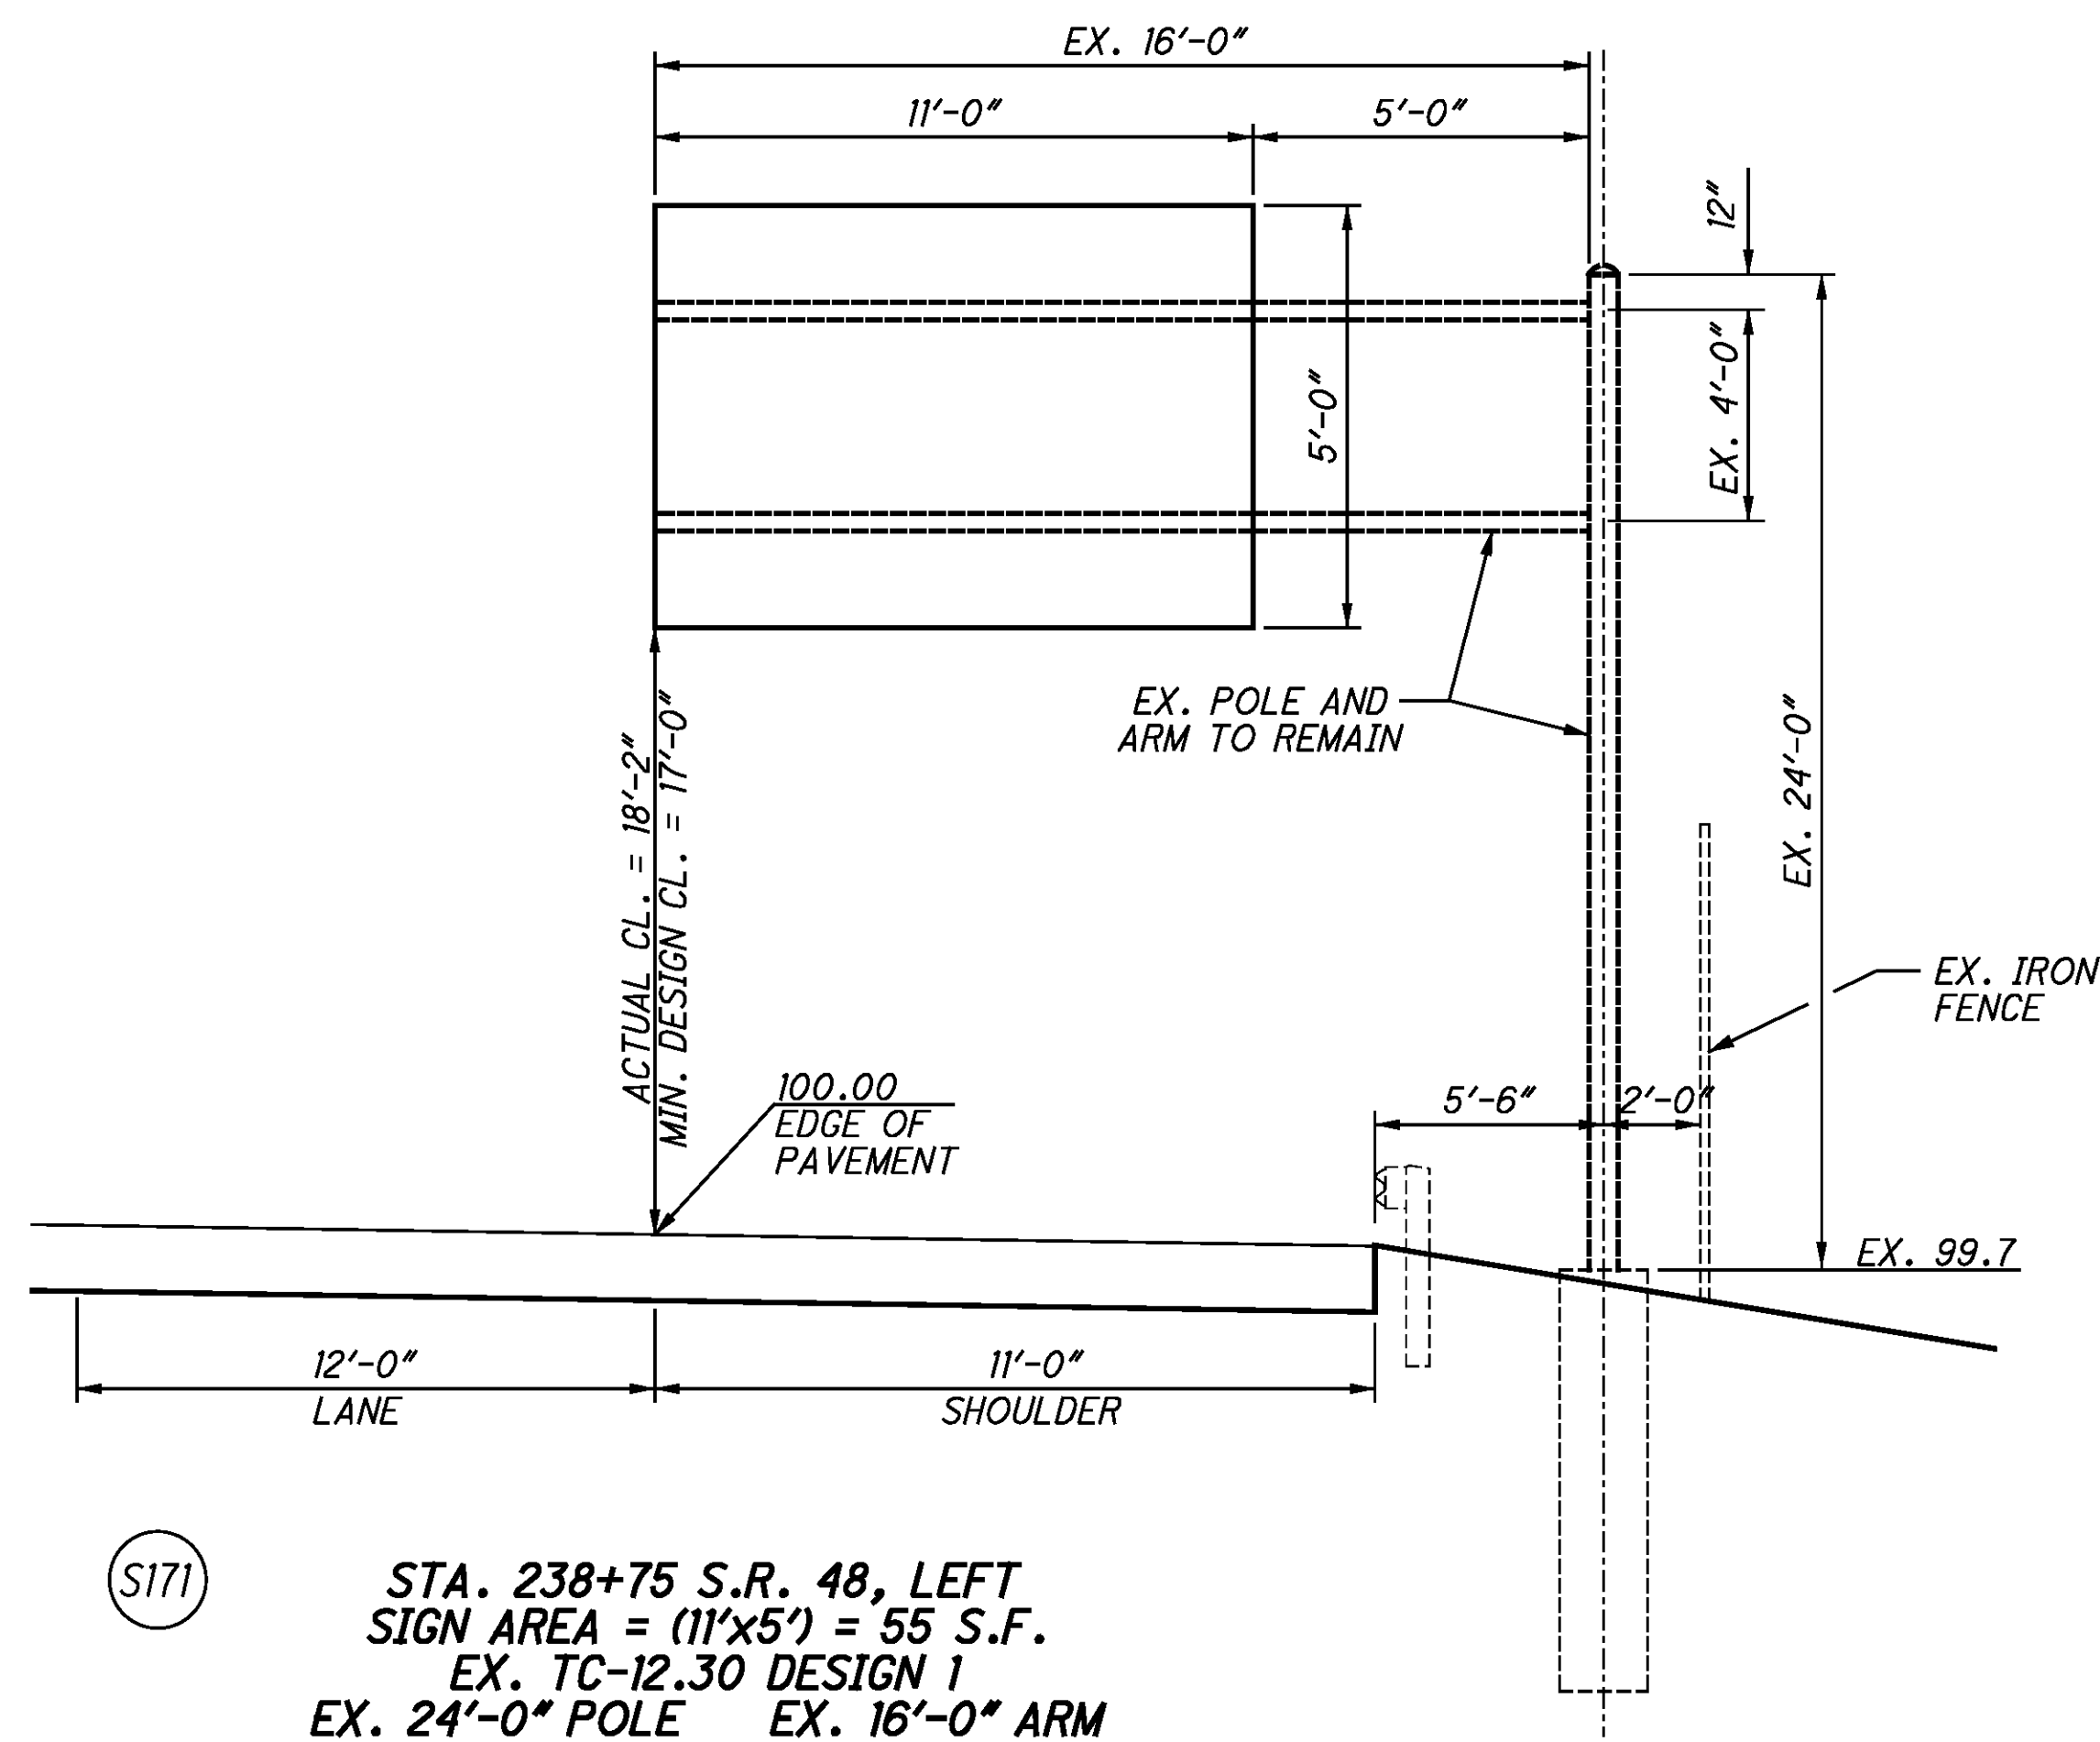 EX. 16'-0"
11'-0"
5'-0"
12"
EX. 4'-0"
5'-0"
EX. POLE AND
ARM TO REMAIN
EX. 24'-0"
ACTUAL CL. = 18'-2"
MIN. DESIGN CL. = 17'-0"
EX. IRON
FENCE
100.00
EDGE OF
PAVEMENT
5'-6"
2'-0"
EX. 99.7
12'-0"
LANE
11'-0"
SHOULDER
S171
STA. 238+75 S.R. 48, LEFT
SIGN AREA = (11'x5') = 55 S.F.
EX. TC-12.30 DESIGN 1
EX. 24'-0" POLE EX. 16'-0" ARM